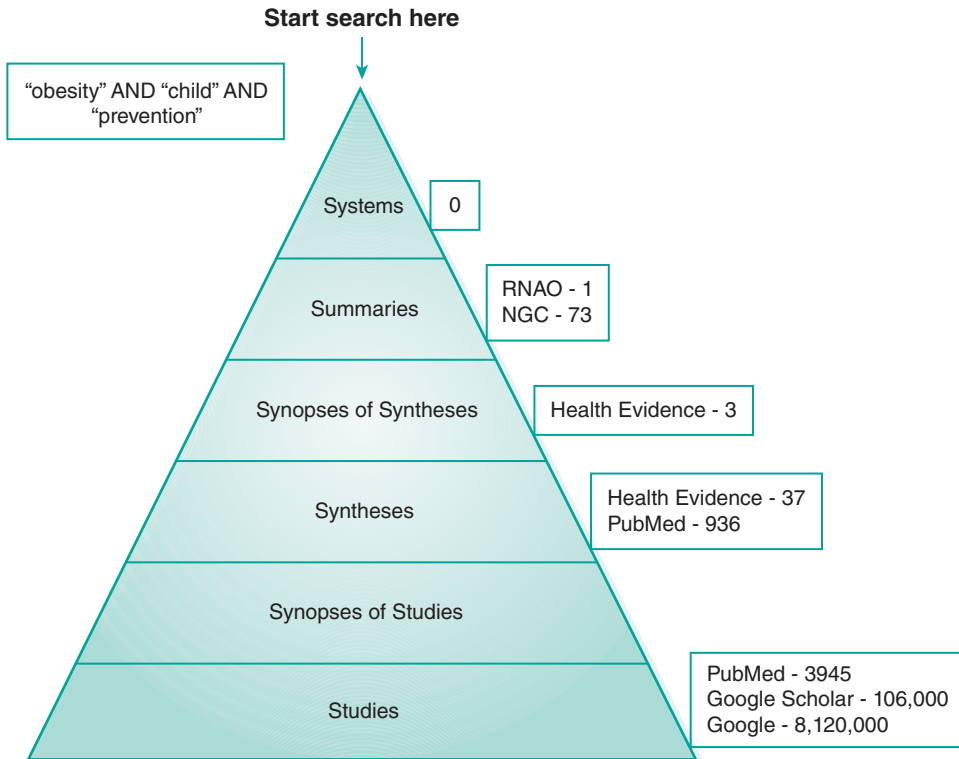 Start search here
“obesity” AND “child” AND
“prevention”
Systems
0
Summaries
RNAO - 1
NGC - 73
Synopses of Syntheses
Health Evidence - 3
Syntheses
Health Evidence - 37
PubMed - 936
Synopses of Studies
Studies
PubMed - 3945
Google Scholar - 106,000
Google - 8,120,000